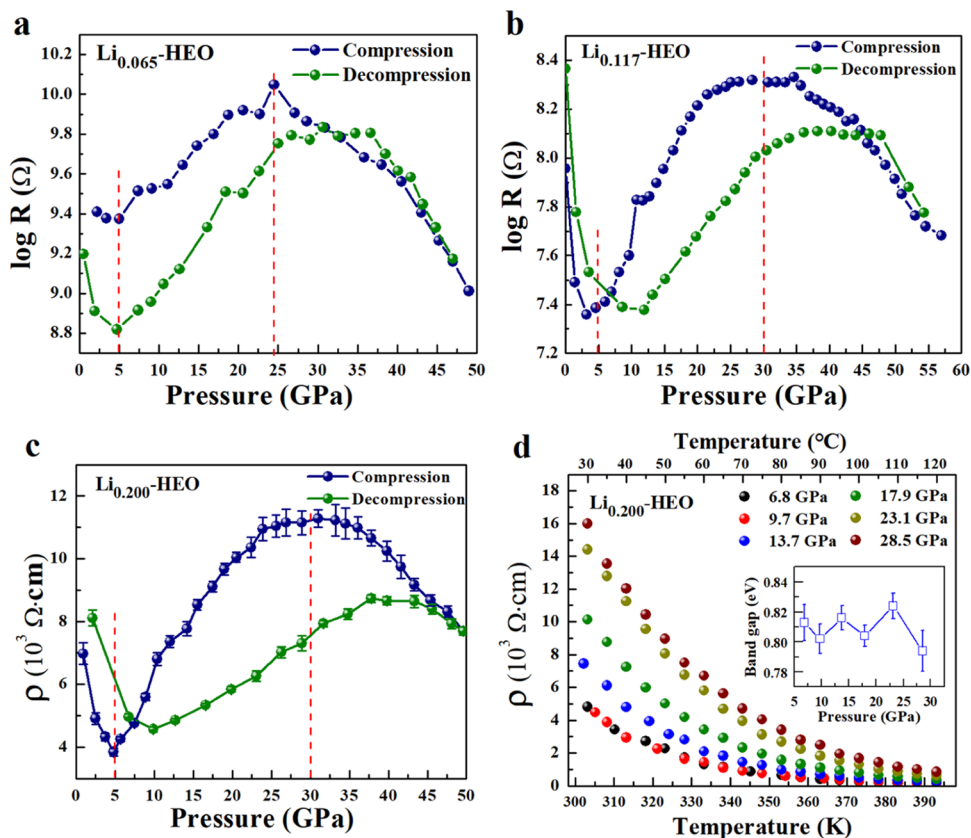 a
Li0.065-HEO
Compression
Decompression
log R (Ω)
10.2
10.0
9.8
9.6
9.4
9.2
9.0
8.8
0 5 10 15 20 25 30 35 40 45 50
Pressure (GPa)
b
Li0.117-HEO
Compression
Decompression
log R (Ω)
8.4
8.2
8.0
7.8
7.6
7.4
7.2
0 5 10 15 20 25 30 35 40 45 50 55 60
Pressure (GPa)
c
Li0.200-HEO
Compression
Decompression
ρ (10³ Ω·cm)
12
10
8
6
4
0 5 10 15 20 25 30 35 40 45 50
Pressure (GPa)
d
Temperature (°C)
30 40 50 60 70 80 90 100 110 120
Li0.200-HEO
6.8 GPa
9.7 GPa
13.7 GPa
17.9 GPa
23.1 GPa
28.5 GPa
ρ (10³ Ω·cm)
18
16
14
12
10
8
6
4
2
0
Band gap (eV)
0.84
0.82
0.80
0.78
5 10 15 20 25 30
Pressure (GPa)
300 310 320 330 340 350 360 370 380 390
Temperature (K)